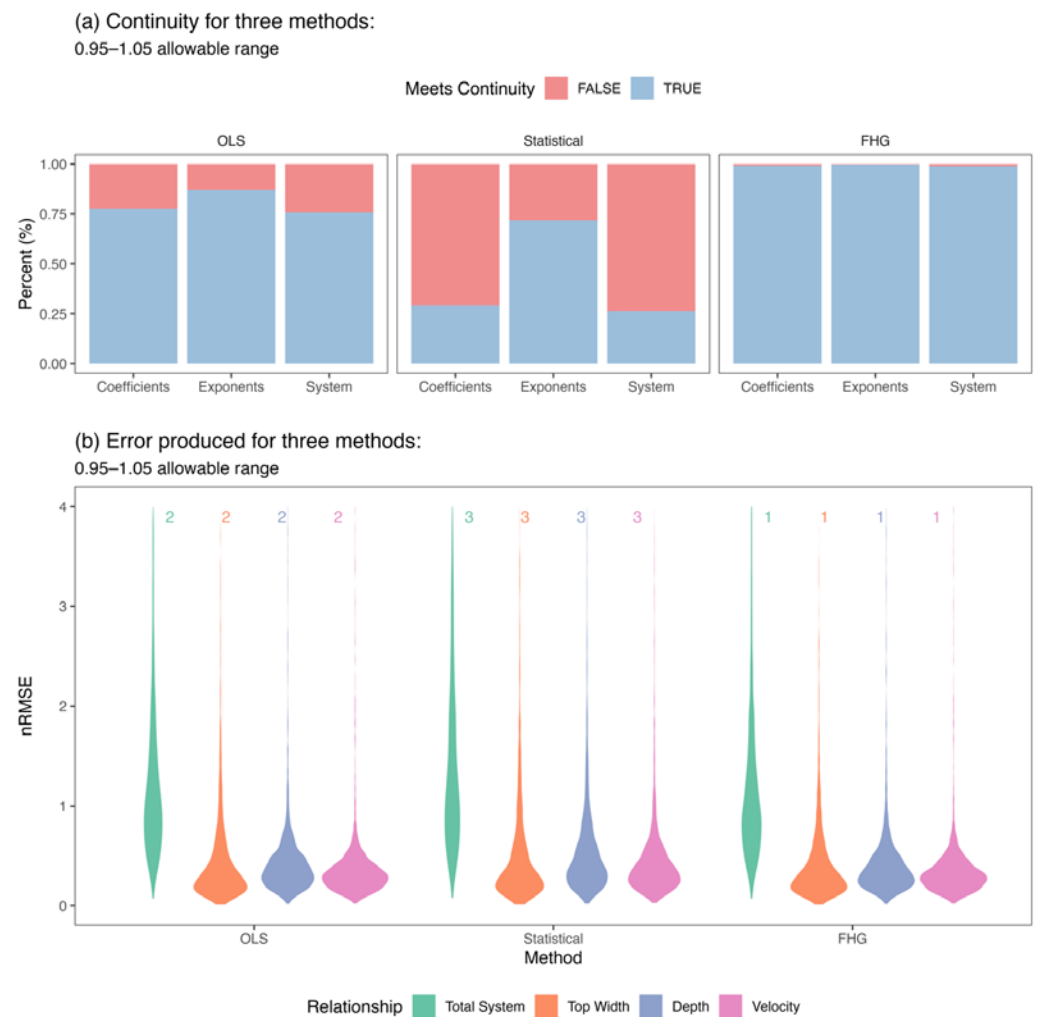 (a) Continuity for three methods:
0.95–1.05 allowable range
Meets Continuity FALSE TRUE
OLS Statistical FHG
Percent (%)
1.00
0.75
0.50
0.25
0.00
Coefficients Exponents System Coefficients Exponents System Coefficients Exponents System
(b) Error produced for three methods:
0.95–1.05 allowable range
nRMSE
4
3
2
1
0
2 2 2 2 3 3 3 3 1 1 1 1
OLS Statistical FHG
Method
Relationship Total System Top Width Depth Velocity